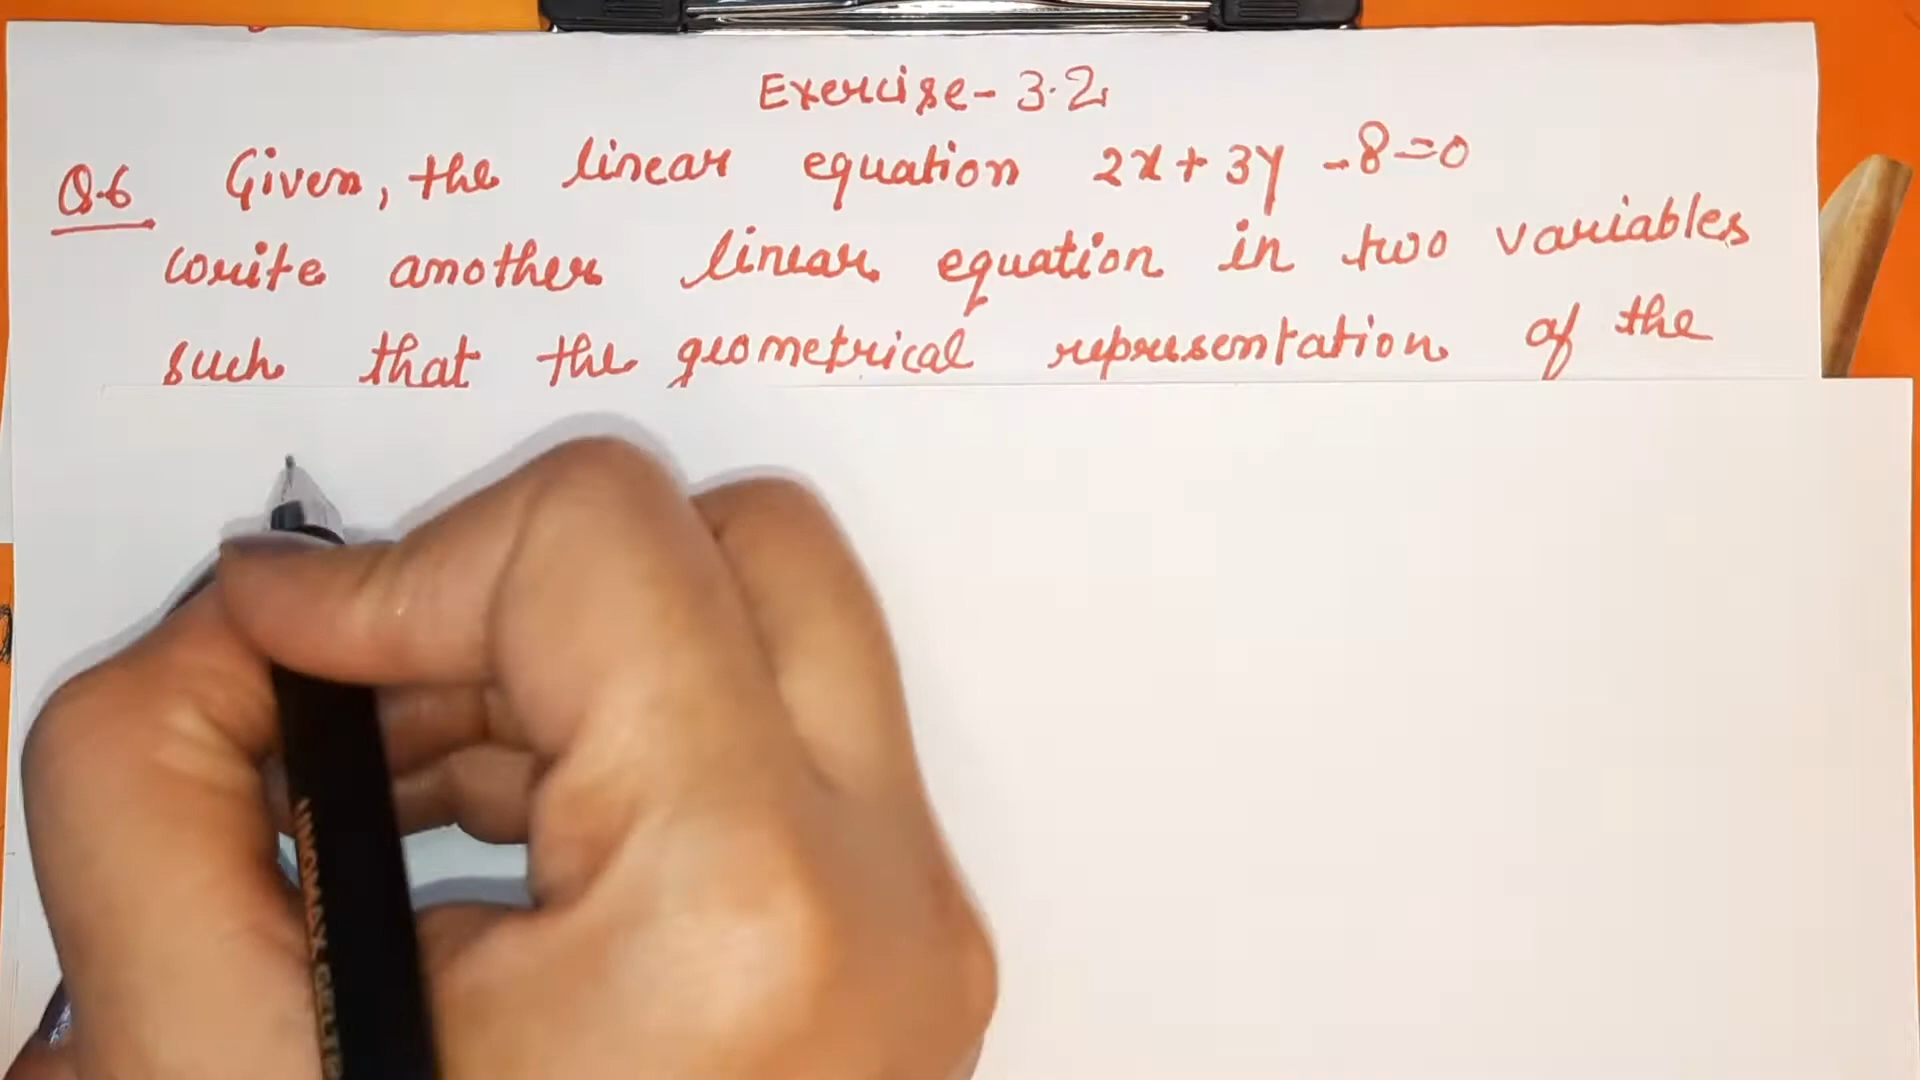 Exercise- 3.2
Q.6 Given, the linear equation 2x + 3y - 8 = 0
write another linear equation in two variables
such that the geometrical representation of the